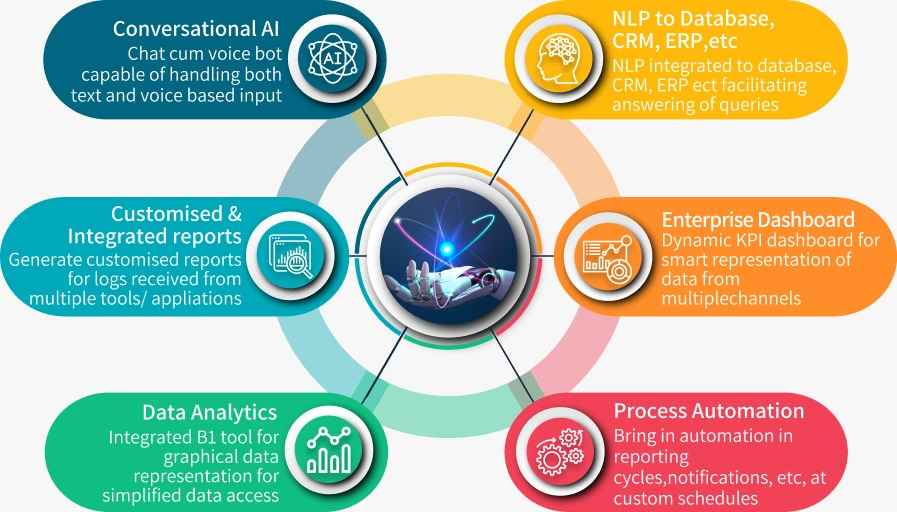 Conversational AI
Chat cum voice bot
capable of handling both
text and voice based input
AI
NLP to Database,
CRM, ERP,etc
NLP integrated to database,
CRM, ERP ect facilitating
answering of queries
Customised &
Integrated reports
Generate customised reports
for logs received from
multiple tools/ appliations
Enterprise Dashboard
Dynamic KPI dashboard for
smart representation of
data from
multiplechannels
Data Analytics
Integrated B1 tool for
graphical data
representation for
simplified data access
Process Automation
Bring in automation in
reporting
cycles,notifications, etc, at
custom schedules